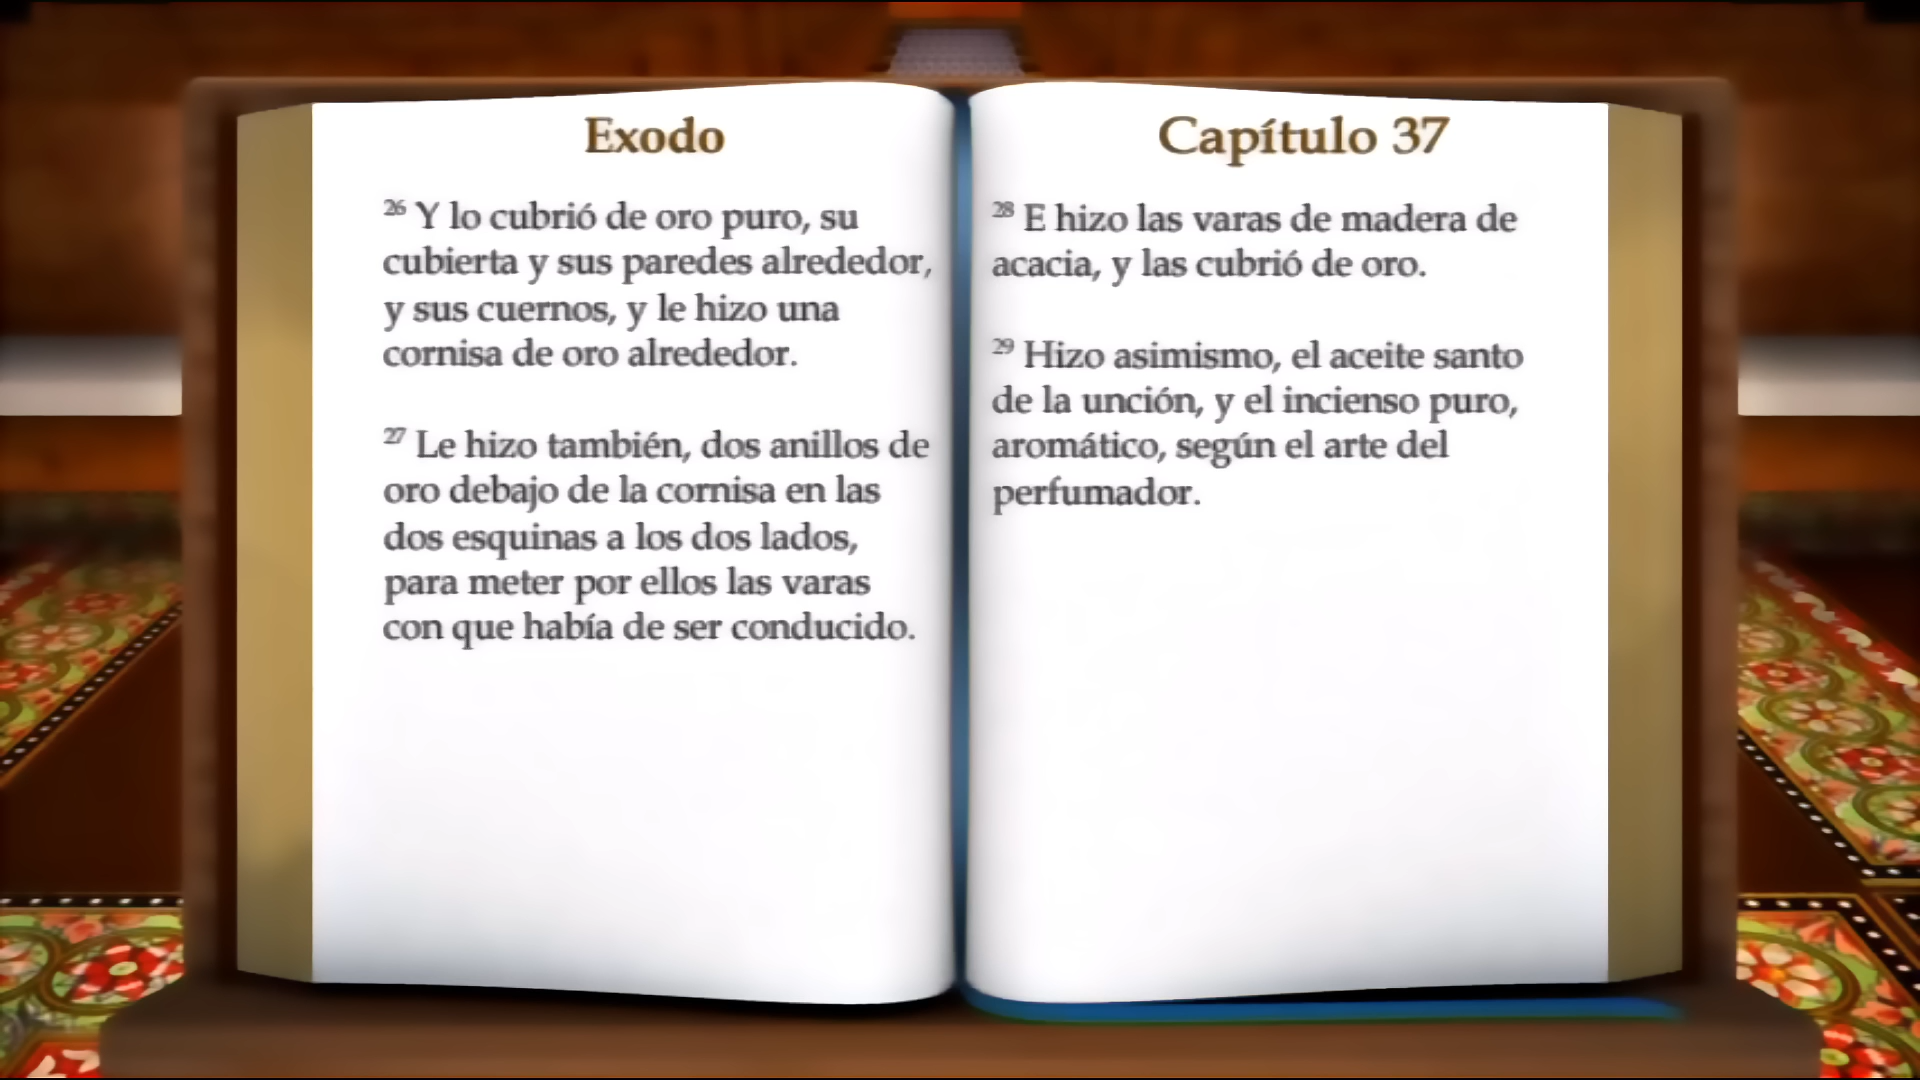 Exodo
26 Y lo cubrió de oro puro, su
cubierta y sus paredes alrededor,
y sus cuernos, y le hizo una
cornisa de oro alrededor.
27 Le hizo también, dos anillos de
oro debajo de la cornisa en las
dos esquinas a los dos lados,
para meter por ellos las varas
con que había de ser conducido.
Capítulo 37
28 E hizo las varas de madera de
acacia, y las cubrió de oro.
29 Hizo asimismo, el aceite santo
de la unción, y el incienso puro,
aromático, según el arte del
perfumador.